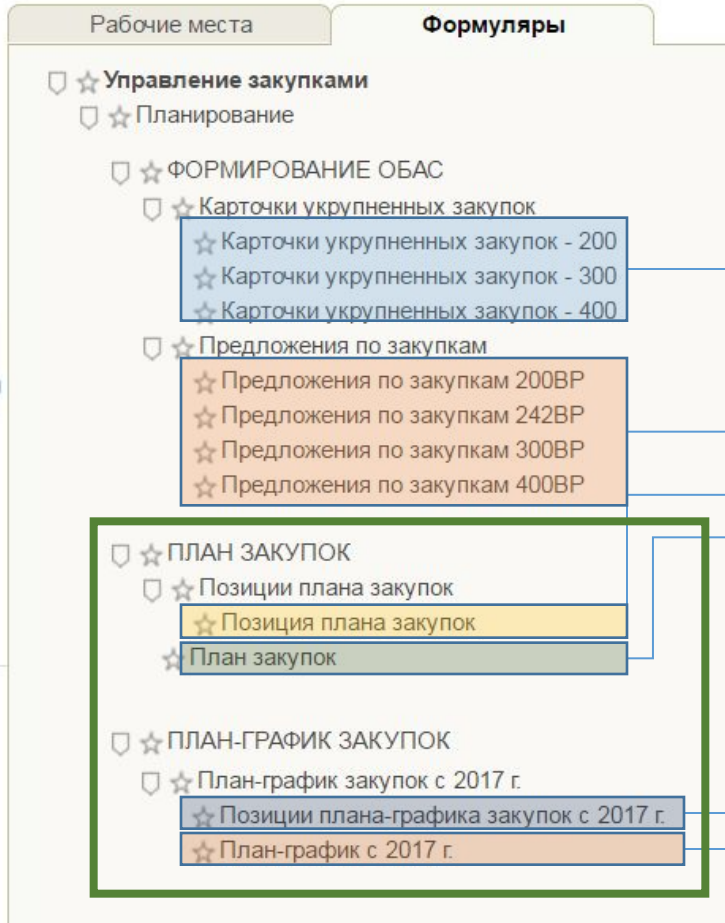 Рабочие места
Формуляры
Управление закупками
Планирование
ФОРМИРОВАНИЕ ОБАС
Карточки укрупненных закупок
Карточки укрупненных закупок - 200
Карточки укрупненных закупок - 300
Карточки укрупненных закупок - 400
Предложения по закупкам
Предложения по закупкам 200ВР
Предложения по закупкам 242ВР
Предложения по закупкам 300ВР
Предложения по закупкам 400ВР
ПЛАН ЗАКУПОК
Позиции плана закупок
Позиция плана закупок
План закупок
ПЛАН-ГРАФИК ЗАКУПОК
План-график закупок с 2017 г.
Позиции плана-графика закупок с 2017 г.
План-график с 2017 г.